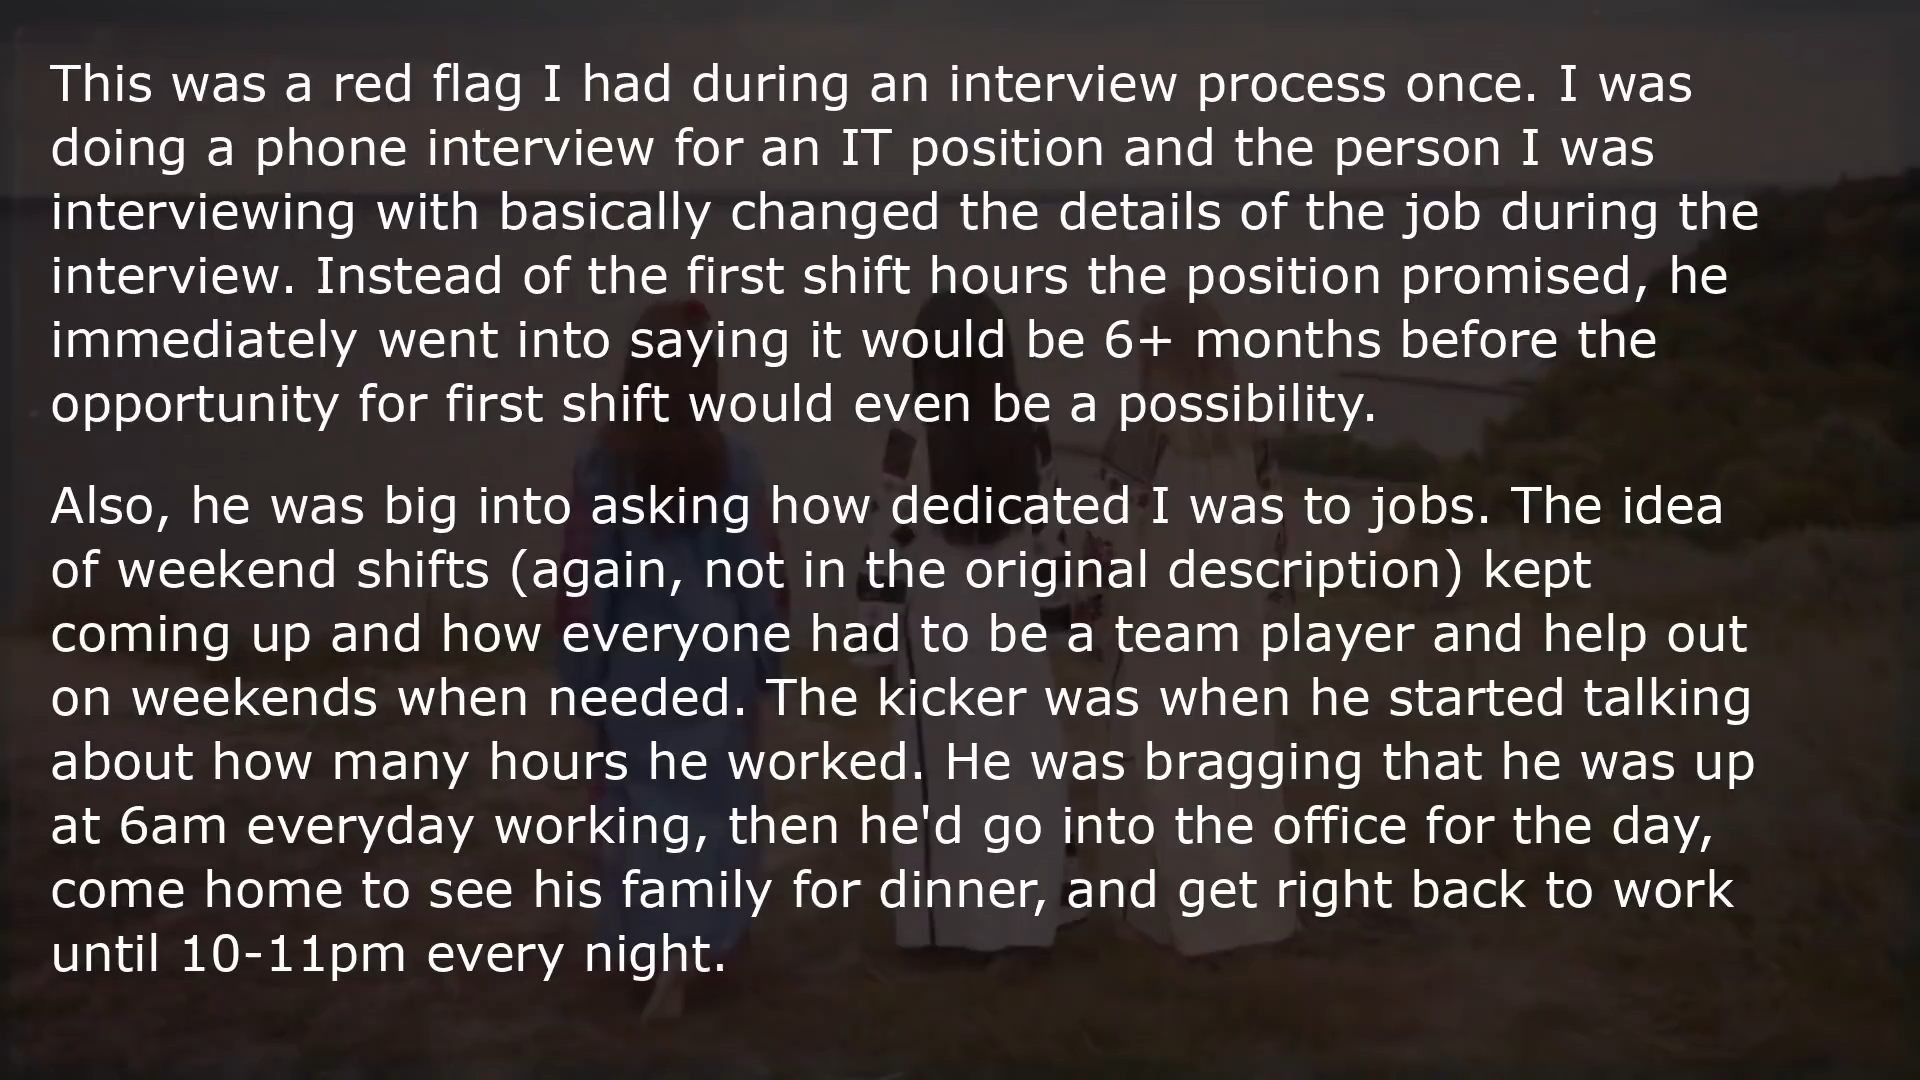 This was a red flag I had during an interview process once. I was
doing a phone interview for an IT position and the person I was
interviewing with basically changed the details of the job during the
interview. Instead of the first shift hours the position promised, he
immediately went into saying it would be 6+ months before the
opportunity for first shift would even be a possibility.
Also, he was big into asking how dedicated I was to jobs. The idea
of weekend shifts (again, not in the original description) kept
coming up and how everyone had to be a team player and help out
on weekends when needed. The kicker was when he started talking
about how many hours he worked. He was bragging that he was up
at 6am everyday working, then he'd go into the office for the day,
come home to see his family for dinner, and get right back to work
until 10-11pm every night.